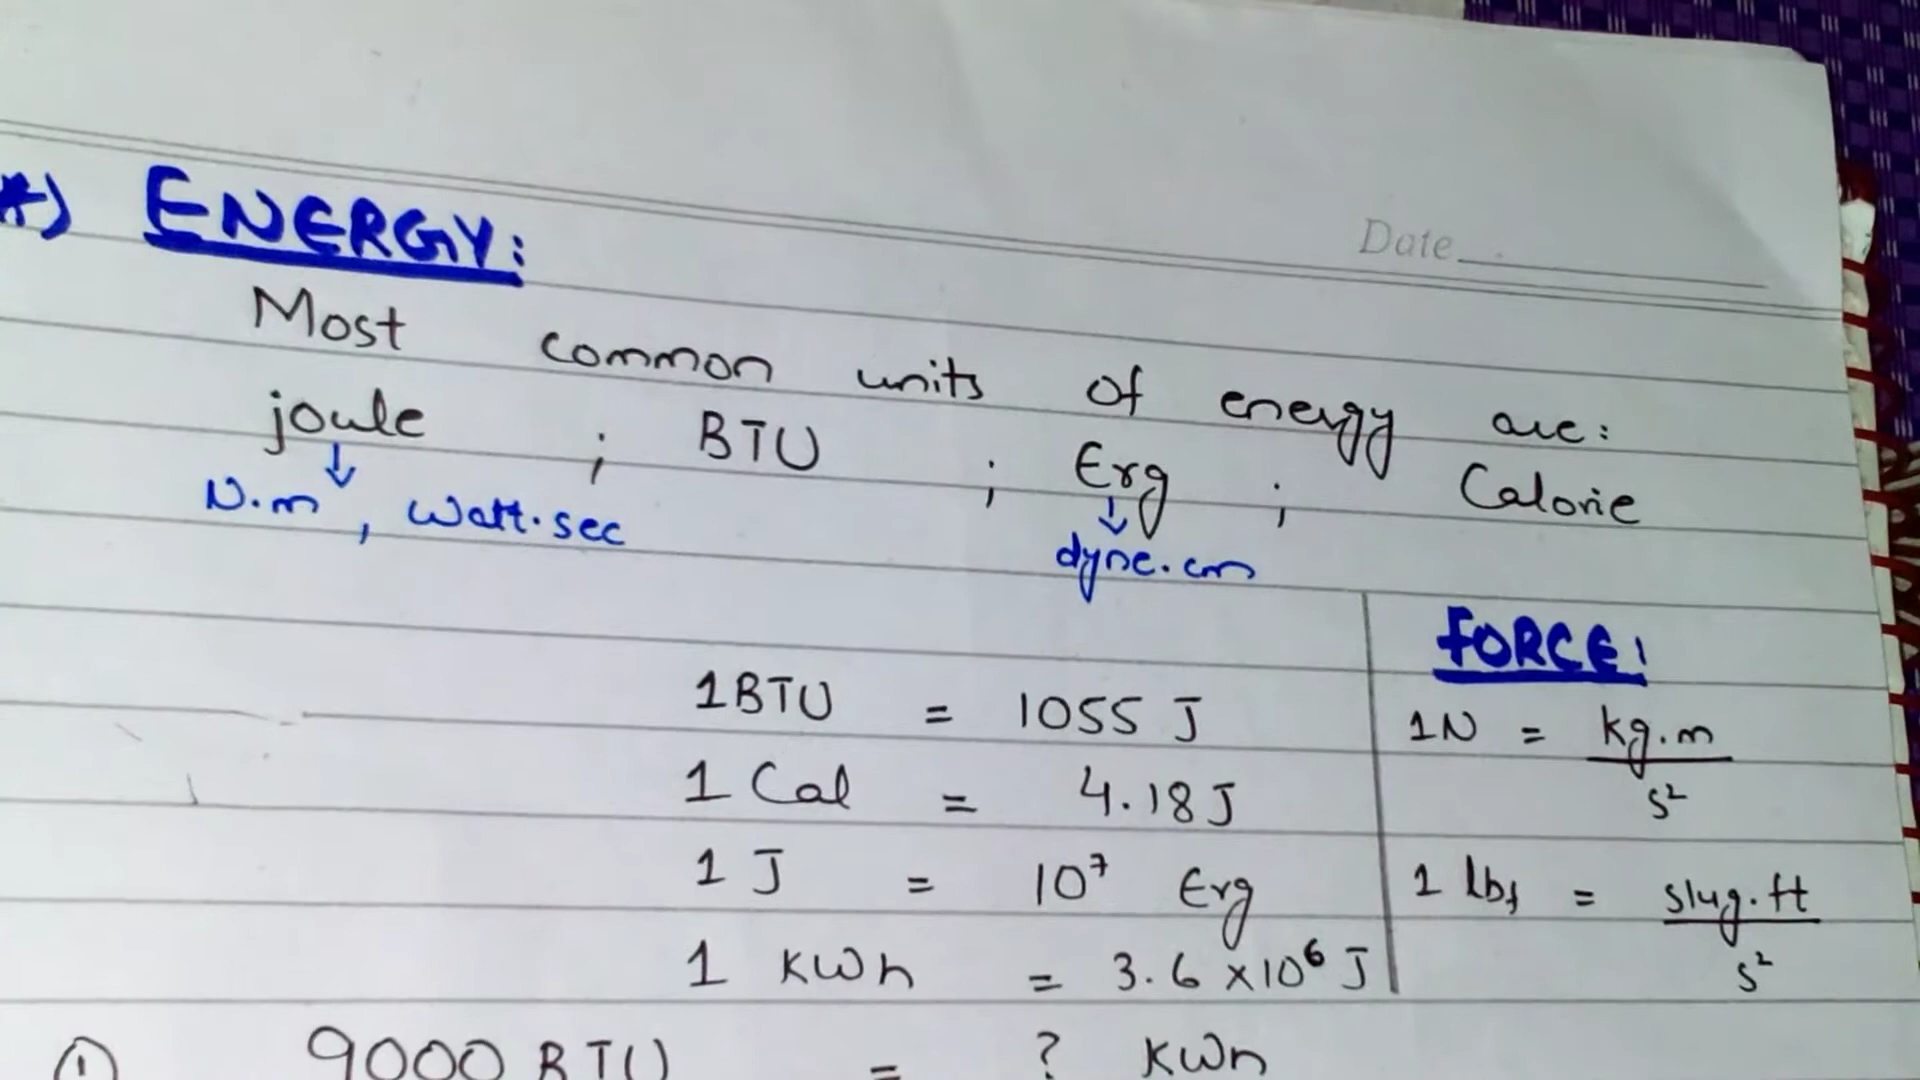 Date
*) ENERGY:
Most common units of energy are:
joule ; BTU ; Erg ; Calorie
N.m , Watt.sec
dyne.cm
1BTU = 1055 J
1 Cal = 4.18J
1 J = 10⁷ Erg
1 kWh = 3.6 x10⁶ J
FORCE:
1N = kg.m
s²
1 lbf = slug.ft
s²
① 9000 BTU = ? kWh